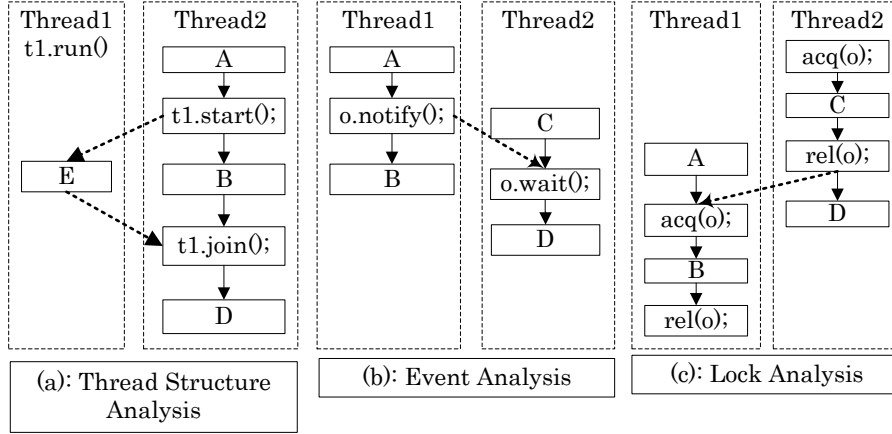 Thread1
t1.run()
E
Thread2
A
t1.start();
B
t1.join();
D
(a): Thread Structure
Analysis
Thread1
A
o.notify();
B
Thread2
C
o.wait();
D
(b): Event Analysis
Thread1
A
acq(o);
B
rel(o);
Thread2
acq(o);
C
rel(o);
D
(c): Lock Analysis